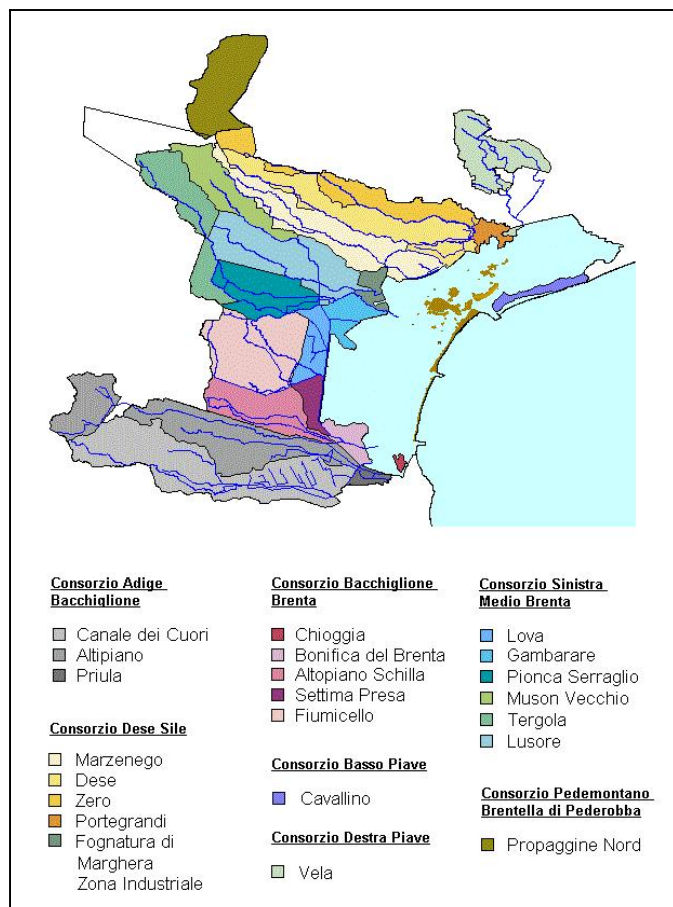 Consorzio Adige
Bacchiglione
Canale dei Cuori
Altipiano
Priula
Consorzio Dese Sile
Marzenego
Dese
Zero
Portegrandi
Fognatura di
Marghera
Zona Industriale
Consorzio Bacchiglione
Brenta
Chioggia
Bonifica del Brenta
Altopiano Schilla
Settima Presa
Fiumicello
Consorzio Basso Piave
Cavallino
Consorzio Destra Piave
Vela
Consorzio Sinistra
Medio Brenta
Lova
Gambarare
Pionca Serraglio
Muson Vecchio
Tergola
Lusore
Consorzio Pedemontano
Brentella di Pederobba
Propaggine Nord